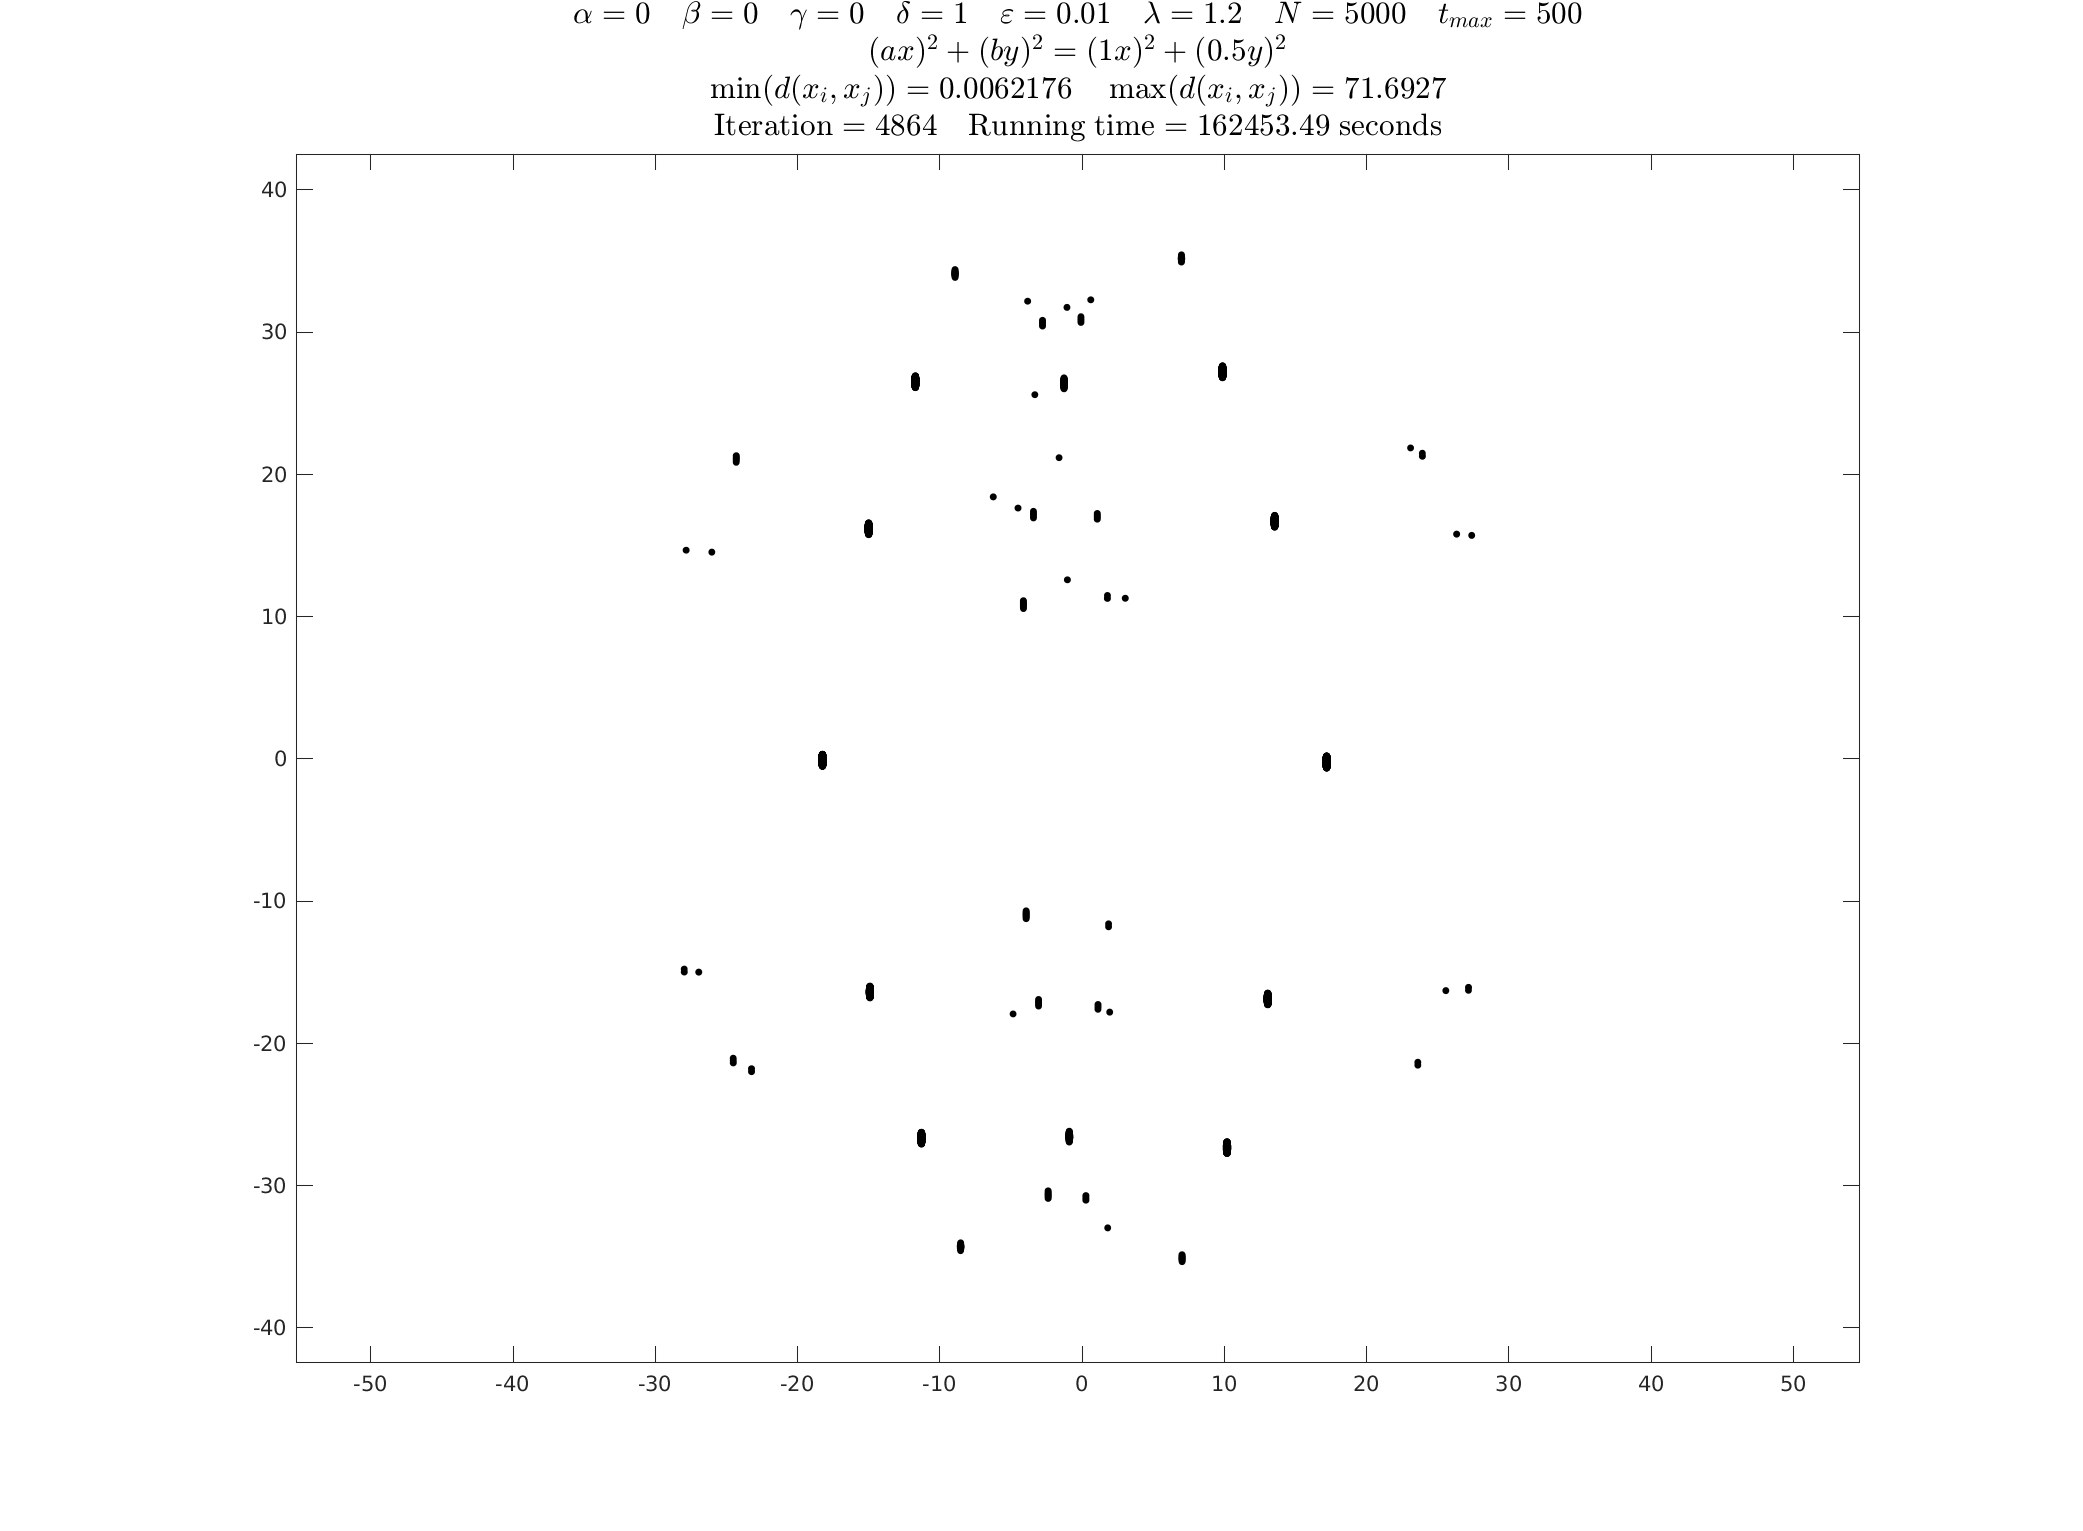 α = 0 β = 0 γ = 0 δ = 1 ε = 0.01 λ = 1.2 N = 5000 t_max = 500
(ax)² + (by)² = (1x)² + (0.5y)²
min(d(x_i, x_j)) = 0.0062176 max(d(x_i, x_j)) = 71.6927
Iteration = 4864 Running time = 162453.49 seconds
40
30
20
10
0
-10
-20
-30
-40
-50 -40 -30 -20 -10 0 10 20 30 40 50